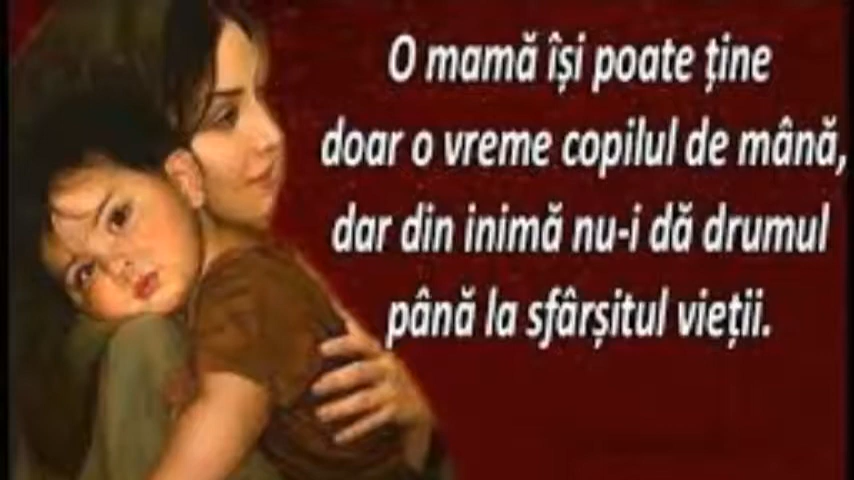 O mamă își poate ține
doar o vreme copilul de mână,
dar din inimă nu-i dă drumul
până la sfârșitul vieții.